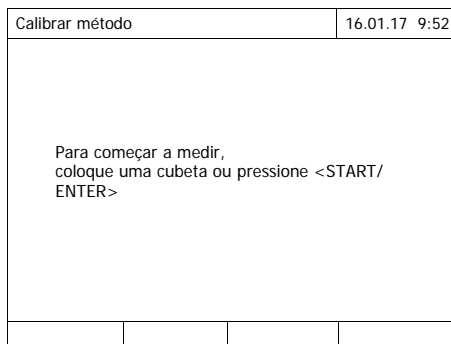 Calibrar método
16.01.17 9:52
Para começar a medir,
coloque uma cubeta ou pressione <START/
ENTER>